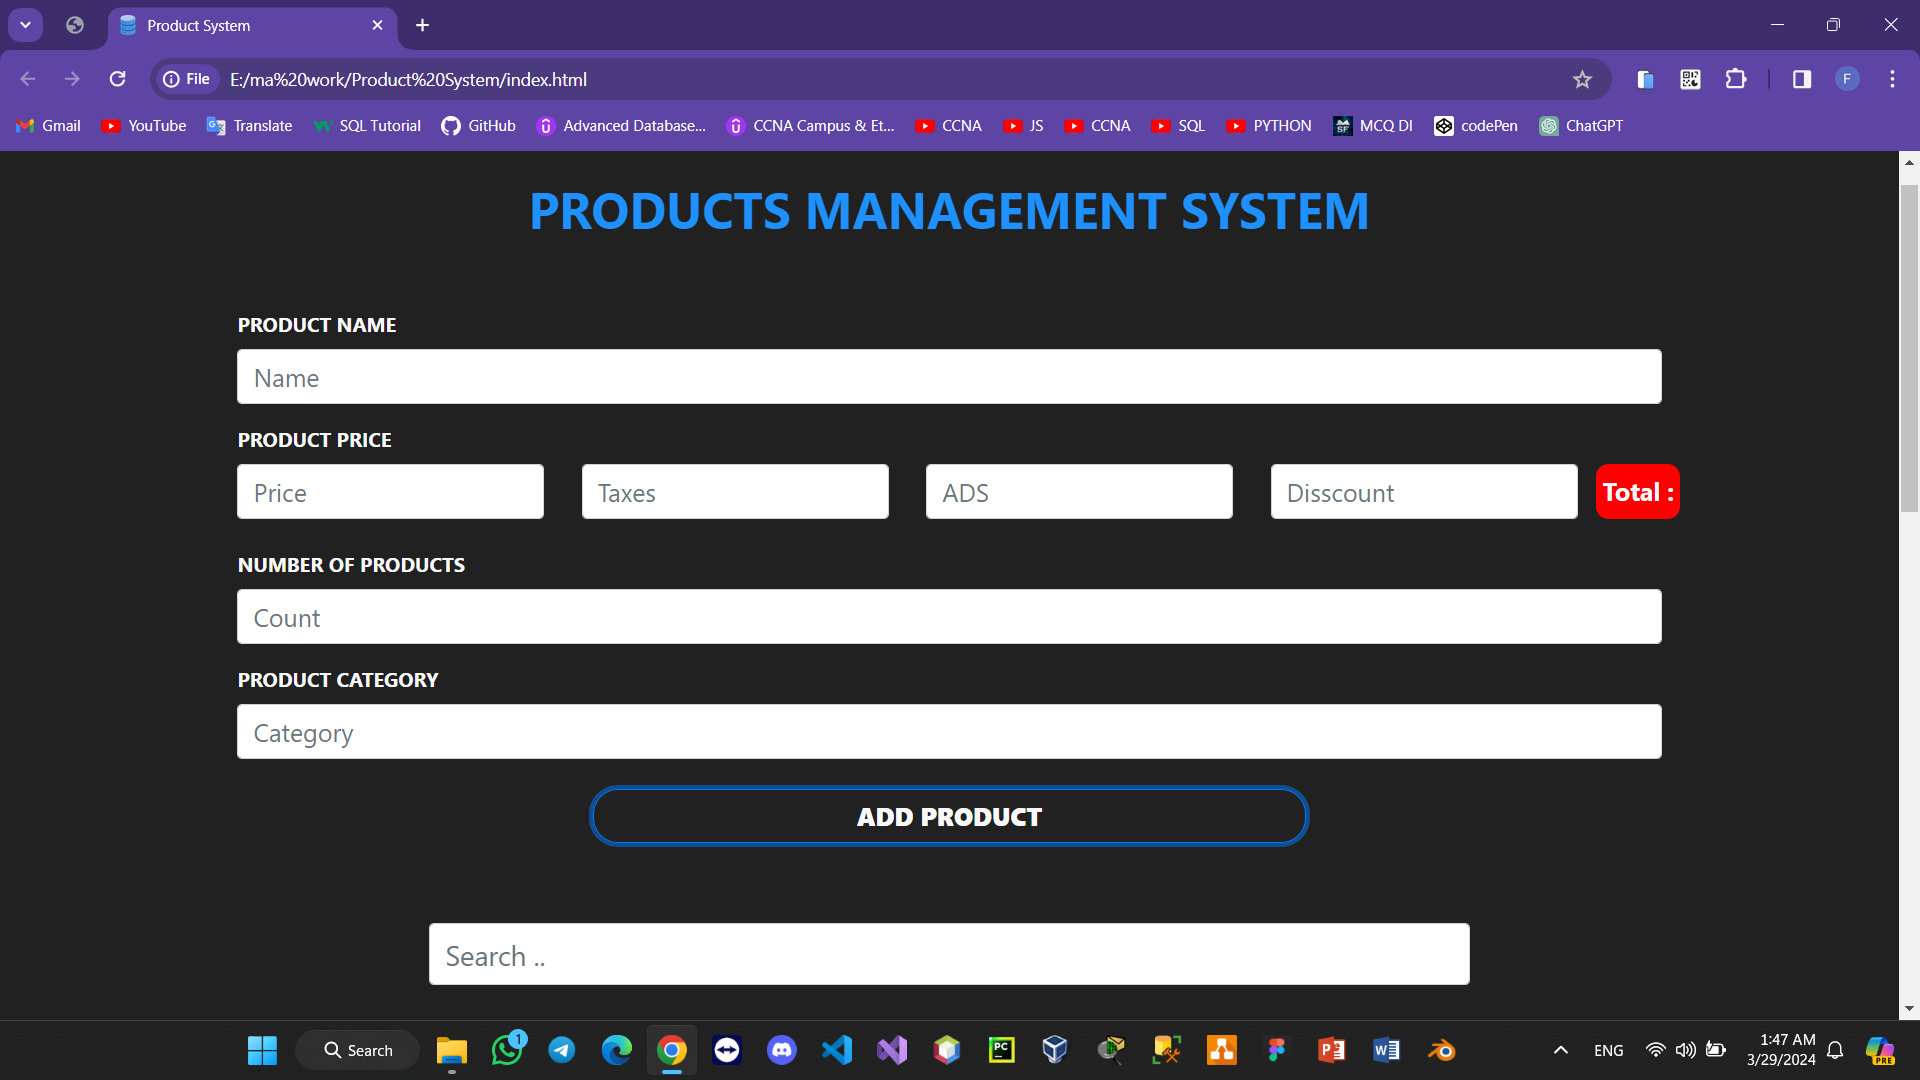 Product System
File E:/ma%20work/Product%20System/index.html F
Gmail YouTube Translate SQL Tutorial GitHub Advanced Database... CCNA Campus & Et... CCNA JS CCNA SQL PYTHON MCQ DI codePen ChatGPT
PRODUCTS MANAGEMENT SYSTEM
PRODUCT NAME
Name
PRODUCT PRICE
Price Taxes ADS Disscount Total :
NUMBER OF PRODUCTS
Count
PRODUCT CATEGORY
Category
ADD PRODUCT
Search ..
Search 1 PC P W ENG 1:47 AM
3/29/2024 PRE